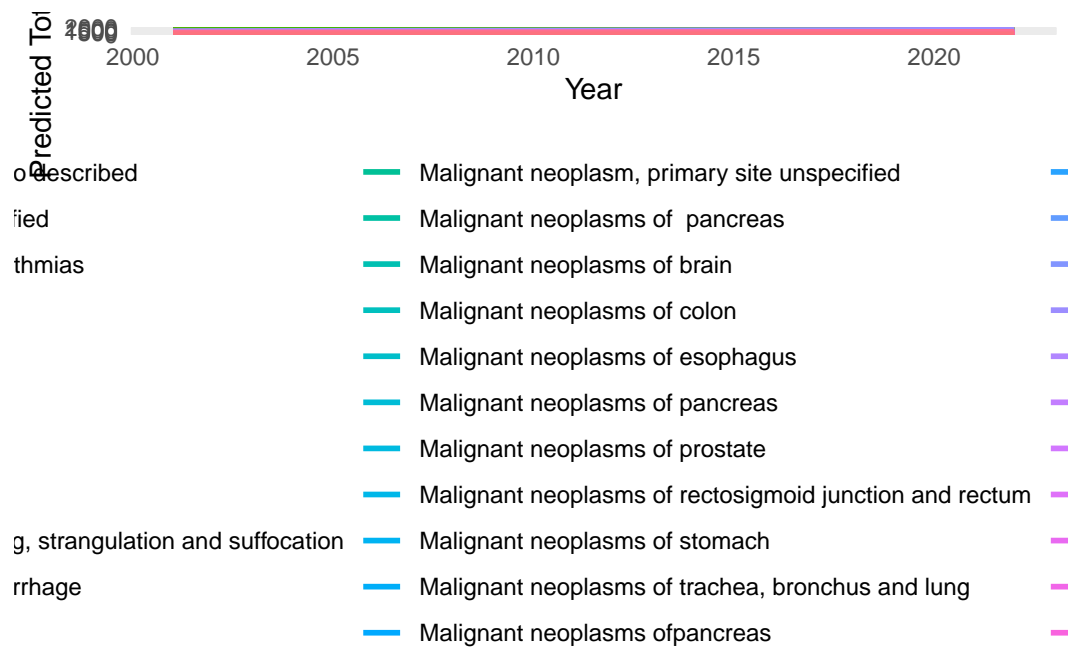 Predicted
2000 2005 2010 2015 2020
Year
o described
Malignant neoplasm, primary site unspecified
fied
Malignant neoplasms of  pancreas
thmias
Malignant neoplasms of brain
Malignant neoplasms of colon
Malignant neoplasms of esophagus
Malignant neoplasms of pancreas
Malignant neoplasms of prostate
Malignant neoplasms of rectosigmoid junction and rectum
g, strangulation and suffocation
Malignant neoplasms of stomach
rrhage
Malignant neoplasms of trachea, bronchus and lung
Malignant neoplasms ofpancreas